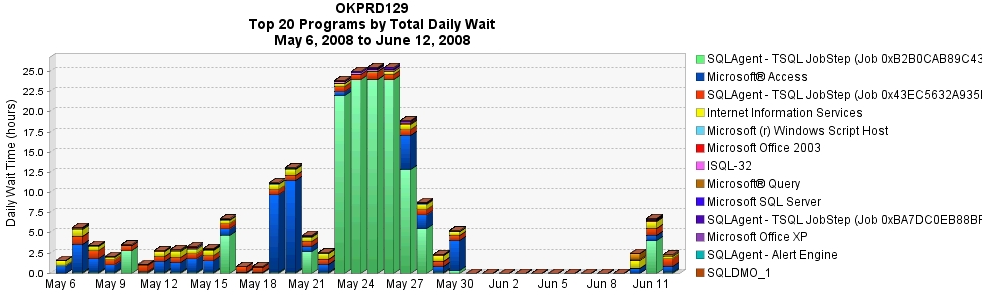 OKPRD129
Top 20 Programs by Total Daily Wait
May 6, 2008 to June 12, 2008
Daily Wait Time (hours)
25.0
22.5
20.0
17.5
15.0
12.5
10.0
7.5
5.0
2.5
0.0
May 6 May 9 May 12 May 15 May 18 May 21 May 24 May 27 May 30 Jun 2 Jun 5 Jun 8 Jun 11
SQLAgent - TSQL JobStep (Job 0xB2B0CAB89C43
Microsoft® Access
SQLAgent - TSQL JobStep (Job 0x43EC5632A935
Internet Information Services
Microsoft (r) Windows Script Host
Microsoft Office 2003
ISQL-32
Microsoft® Query
Microsoft SQL Server
SQLAgent - TSQL JobStep (Job 0xBA7DC0EB88BF
Microsoft Office XP
SQLAgent - Alert Engine
SQLDMO_1